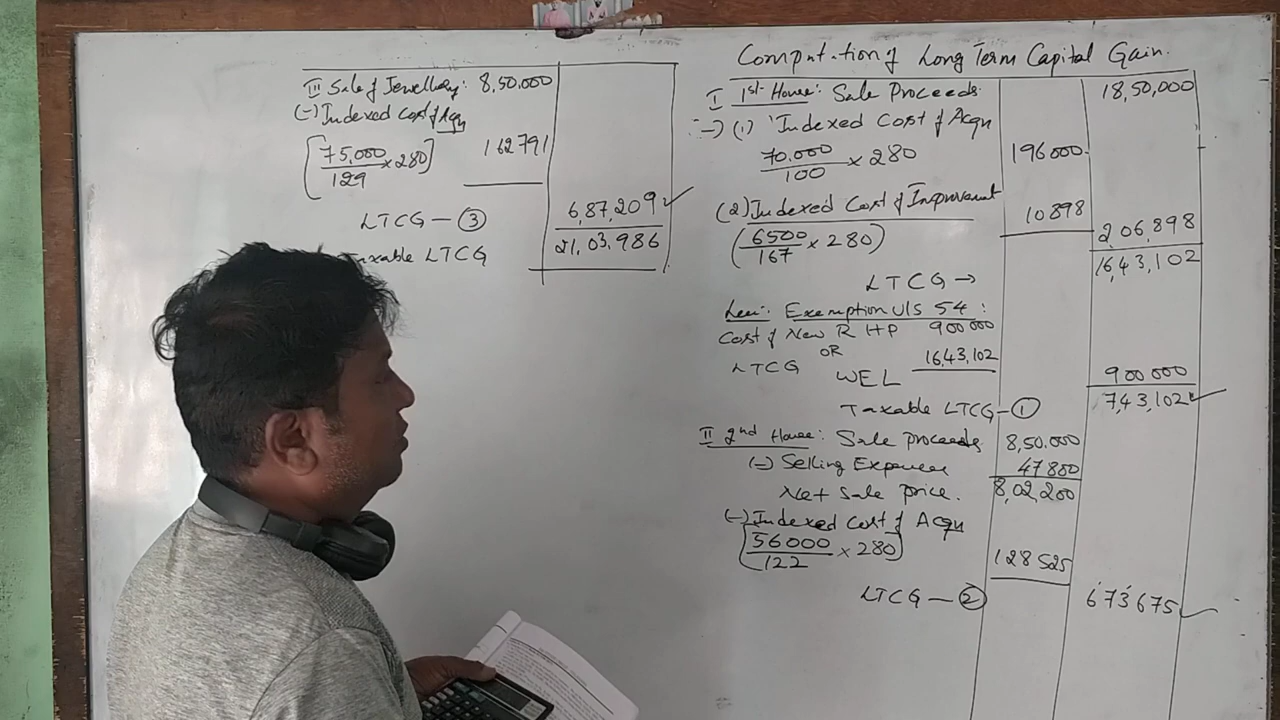 Computation of Long Term Capital Gain.
I 1st House: Sale Proceeds. 18,50,000
(-) (1) Indexed Cost of Acqn
70,000/100 × 280 196000
(2) Indexed Cost of Improvement
(6500/167 × 280) 10898 2,06,898
LTCG → 16,43,102
Less: Exemption U/S 54:
Cost of New R HP 900000
OR
LTCG 16,43,102
WEL 900000
Taxable LTCG - ① 7,43,102
II 2nd House: Sale Proceeds 8,50,000
(-) Selling Expenses 47800
Net Sale price. 8,02,200
(-) Indexed Cost of Acqn
(56000/122 × 280) 128525
LTCG - ② 673675
III Sale of Jewellery: 8,50,000
(-) Indexed Cost of Acqn
[75,000/129 × 280] 162791
LTCG - ③ 6,87,209
Taxable LTCG 21,03,986